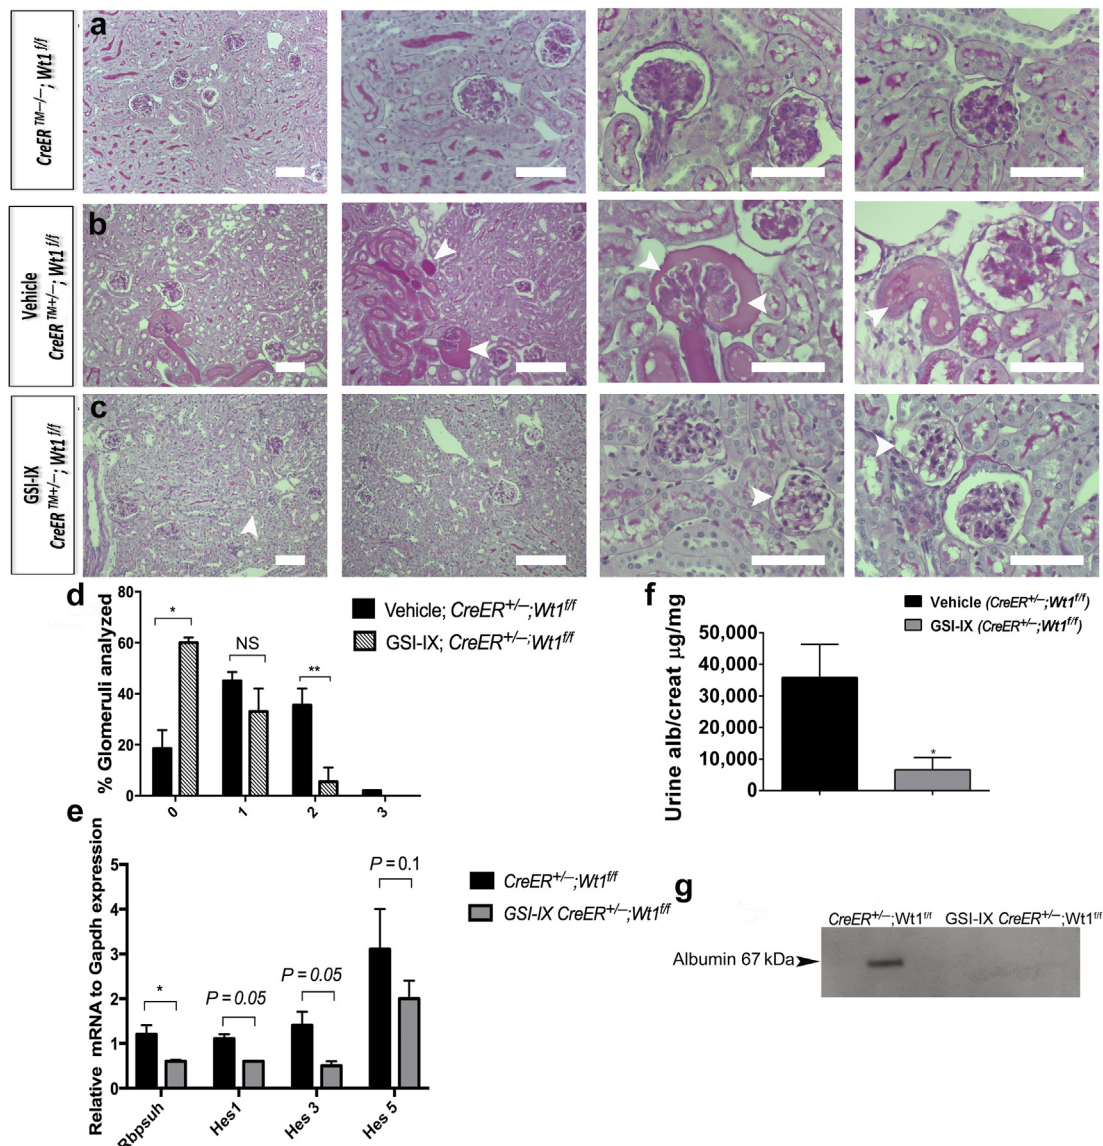 a
CreER TM–/–; Wt1 f/f
b
Vehicle
CreER TM+/–; Wt1 f/f
c
GSI-IX
CreER TM+/–; Wt1 f/f
d
% Glomeruli analyzed
80
60
40
20
0
*
NS
**
0
1
2
3
Vehicle; CreER+/–;Wt1f/f
GSI-IX; CreER+/–;Wt1f/f
e
Relative mRNA to Gapdh expression
5
4
3
2
1
0
*
P = 0.05
P = 0.05
P = 0.1
Rbpsuh
Hes1
Hes 3
Hes 5
CreER+/–;Wt1f/f
GSI-IX CreER+/–;Wt1f/f
f
Vehicle (CreER+/–;Wt1f/f)
GSI-IX (CreER+/–;Wt1f/f)
Urine alb/creat µg/mg
50,000
40,000
30,000
20,000
10,000
0
*
g
CreER+/–;Wt1f/f GSI-IX CreER+/–;Wt1f/f
Albumin 67 kDa